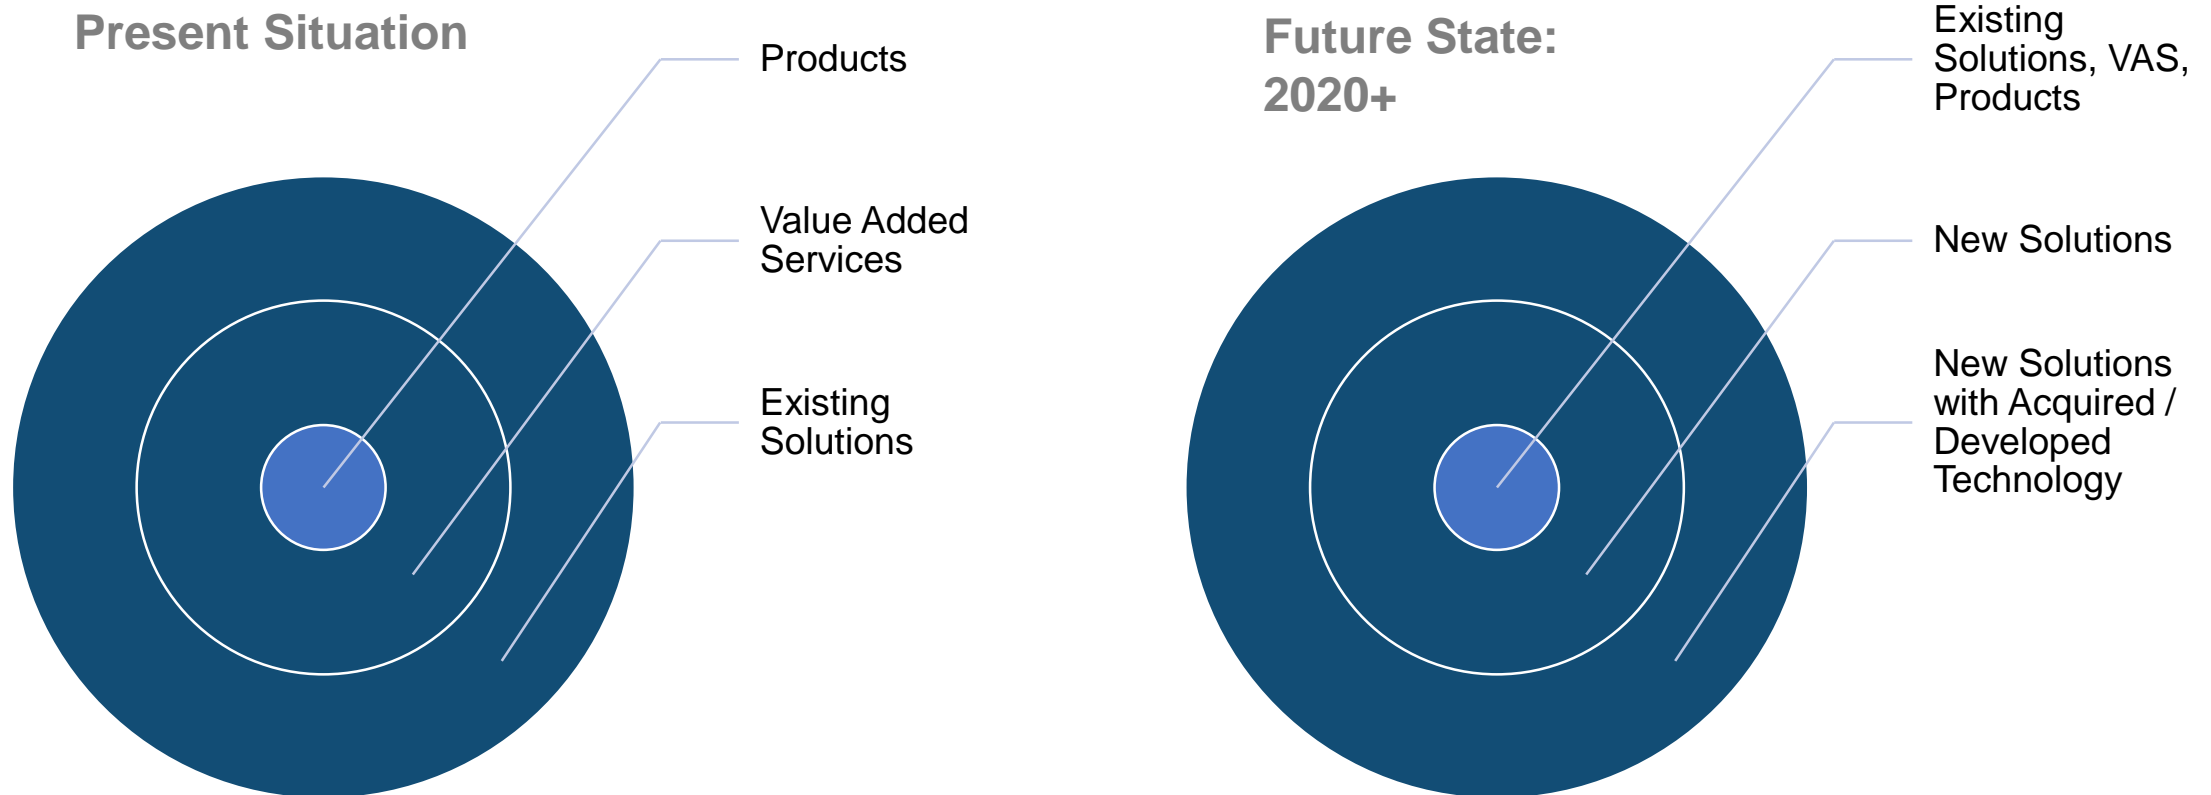 Present Situation
Products
Value Added
Services
Existing
Solutions
Future State:
2020+
Existing
Solutions, VAS,
Products
New Solutions
New Solutions
with Acquired /
Developed
Technology